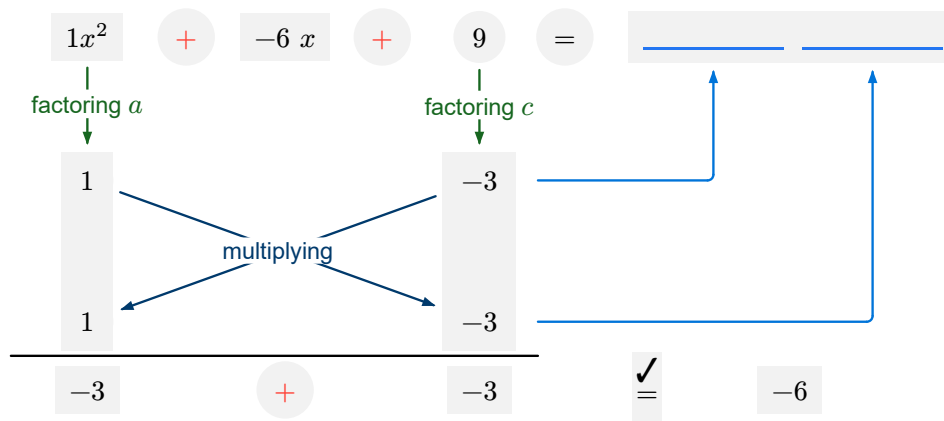 1x² + −6 x + 9 =
factoring a factoring c
1 −3
multiplying
1 −3
−3 + −3 ✓= −6